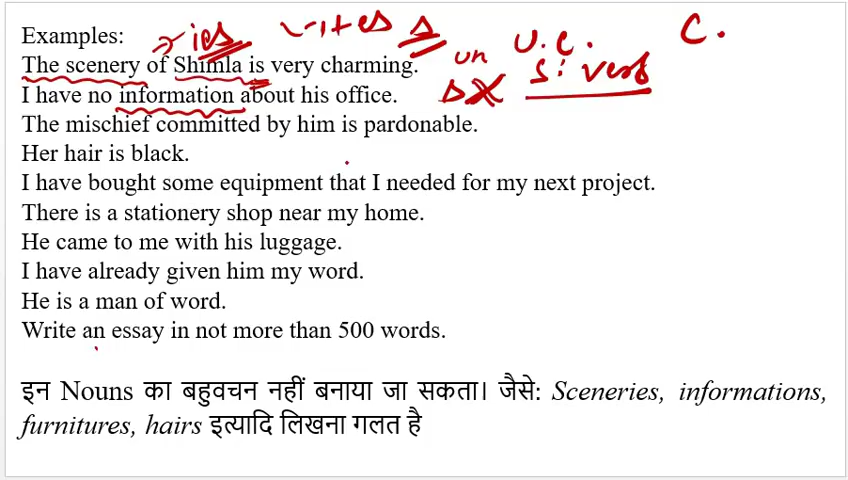 Examples:
ies
s
U.C.
C.
The scenery of Shimla is very charming.
un
S: verb
I have no information about his office.
The mischief committed by him is pardonable.
Her hair is black.
I have bought some equipment that I needed for my next project.
There is a stationery shop near my home.
He came to me with his luggage.
I have already given him my word.
He is a man of word.
Write an essay in not more than 500 words.
इन Nouns का बहुवचन नहीं बनाया जा सकता। जैसे: Sceneries, informations,
furnitures, hairs इत्यादि लिखना गलत है